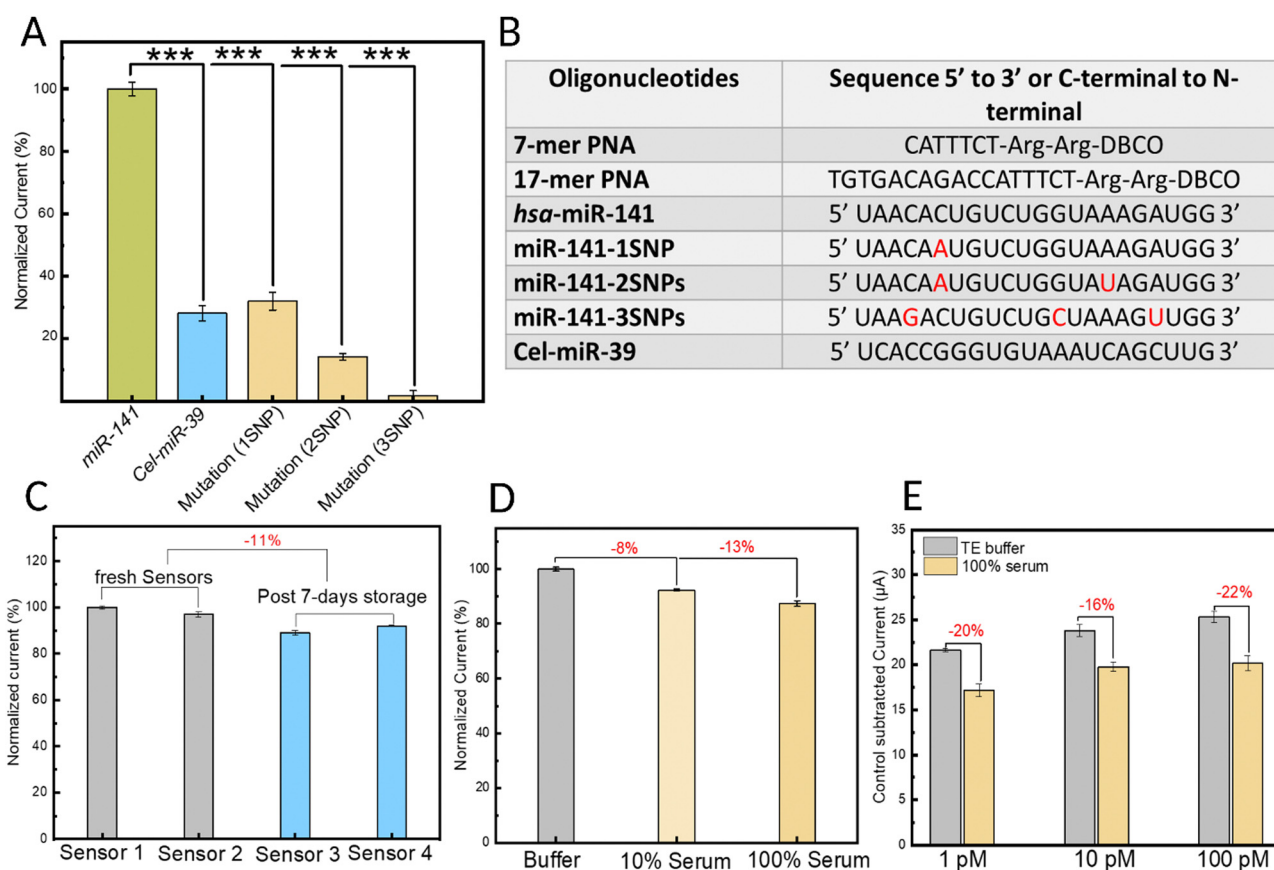 A
*** *** *** ***
Normalized Current (%)
100
80
60
40
20
miR-141
Cel-miR-39
Mutation (1SNP)
Mutation (2SNP)
Mutation (3SNP)
B
Oligonucleotides Sequence 5’ to 3’ or C-terminal to N-
terminal
7-mer PNA CATTTCT-Arg-Arg-DBCO
17-mer PNA TGTGACAGACCATTTCT-Arg-Arg-DBCO
hsa-miR-141 5’ UAACACUGUCUGGUAAAGAUGG 3’
miR-141-1SNP 5’ UAACAAUGUCUGGUAAAGAUGG 3’
miR-141-2SNPs 5’ UAACAAUGUCUGGUAUAGAUGG 3’
miR-141-3SNPs 5’ UAAGACUGUCUGCUAAAGUUGG 3’
Cel-miR-39 5’ UCACCGGGUGUAAAUCAGCUUG 3’
C
Normalized current (%)
120
100
80
60
40
20
0
-11%
fresh Sensors
Post 7-days storage
Sensor 1 Sensor 2 Sensor 3 Sensor 4
D
Normalized Current (%)
100
80
60
40
20
0
-8% -13%
Buffer 10% Serum 100% Serum
E
Control subtratcted Current (µA)
35
30
25
20
15
10
5
0
TE buffer
100% serum
-20% -16% -22%
1 pM 10 pM 100 pM